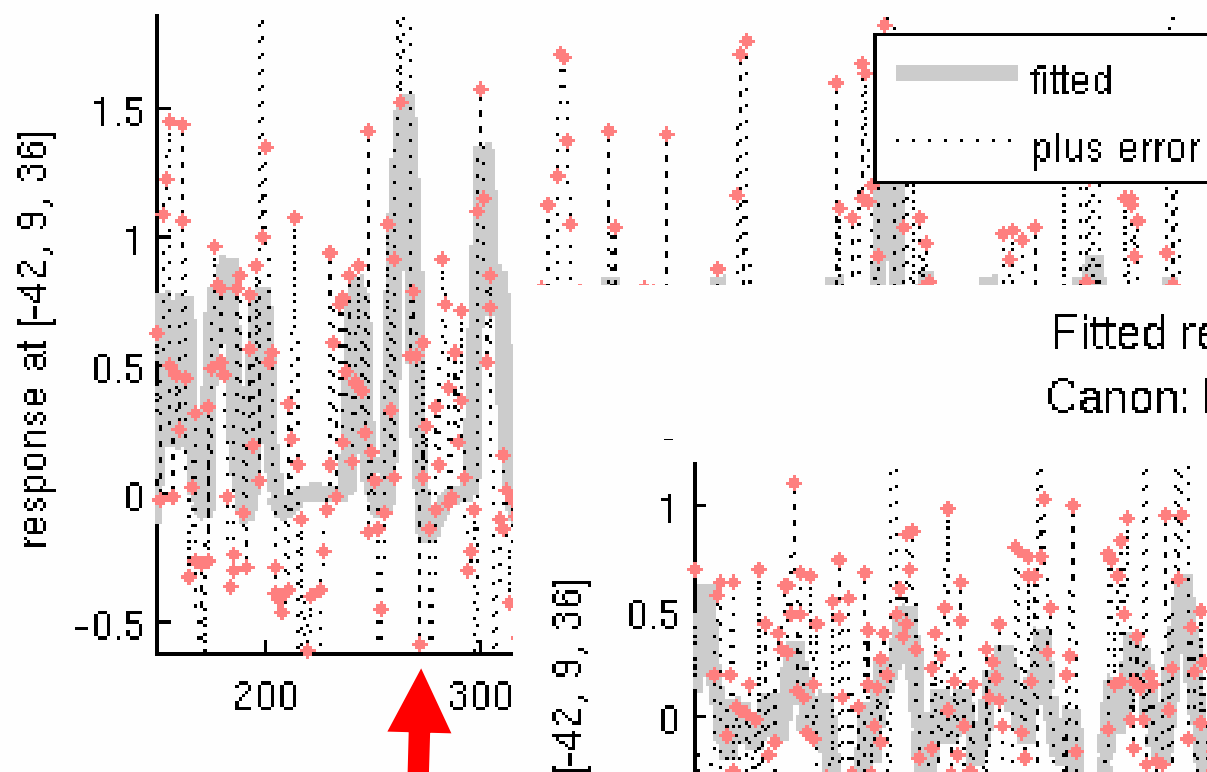 response at [-42, 9, 36]
1.5
1
0.5
0
-0.5
200
300
fitted
plus error
Fitted re
Canon:
[-42, 9, 36]
1
0.5
0